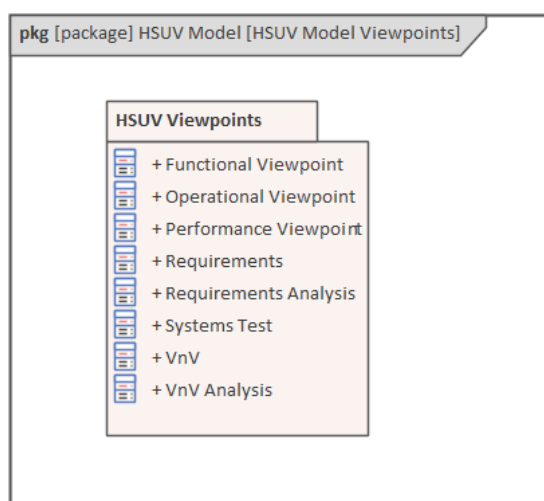 pkg [package] HSUV Model [HSUV Model Viewpoints]
HSUV Viewpoints
+ Functional Viewpoint
+ Operational Viewpoint
+ Performance Viewpoint
+ Requirements
+ Requirements Analysis
+ Systems Test
+ VnV
+ VnV Analysis